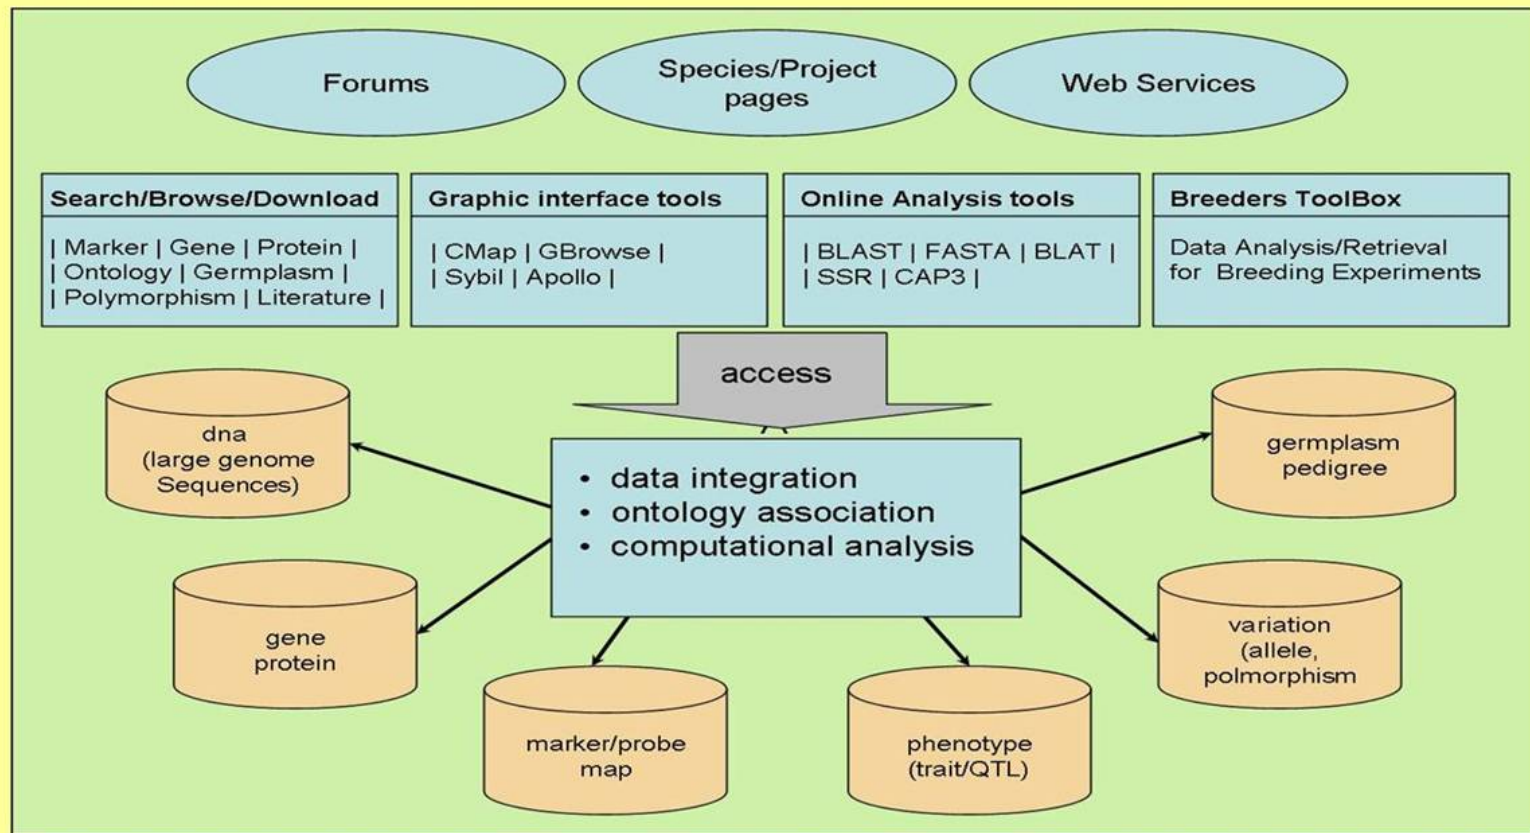 Forums
Species/Project
pages
Web Services
Search/Browse/Download
| Marker | Gene | Protein |
| Ontology | Germplasm |
| Polymorphism | Literature |
Graphic interface tools
| CMap | GBrowse |
| Sybil | Apollo |
Online Analysis tools
| BLAST | FASTA | BLAT |
| SSR | CAP3 |
Breeders ToolBox
Data Analysis/Retrieval
for Breeding Experiments
access
dna
(large genome
Sequences)
• data integration
• ontology association
• computational analysis
germplasm
pedigree
gene
protein
variation
(allele,
polmorphism
marker/probe
map
phenotype
(trait/QTL)